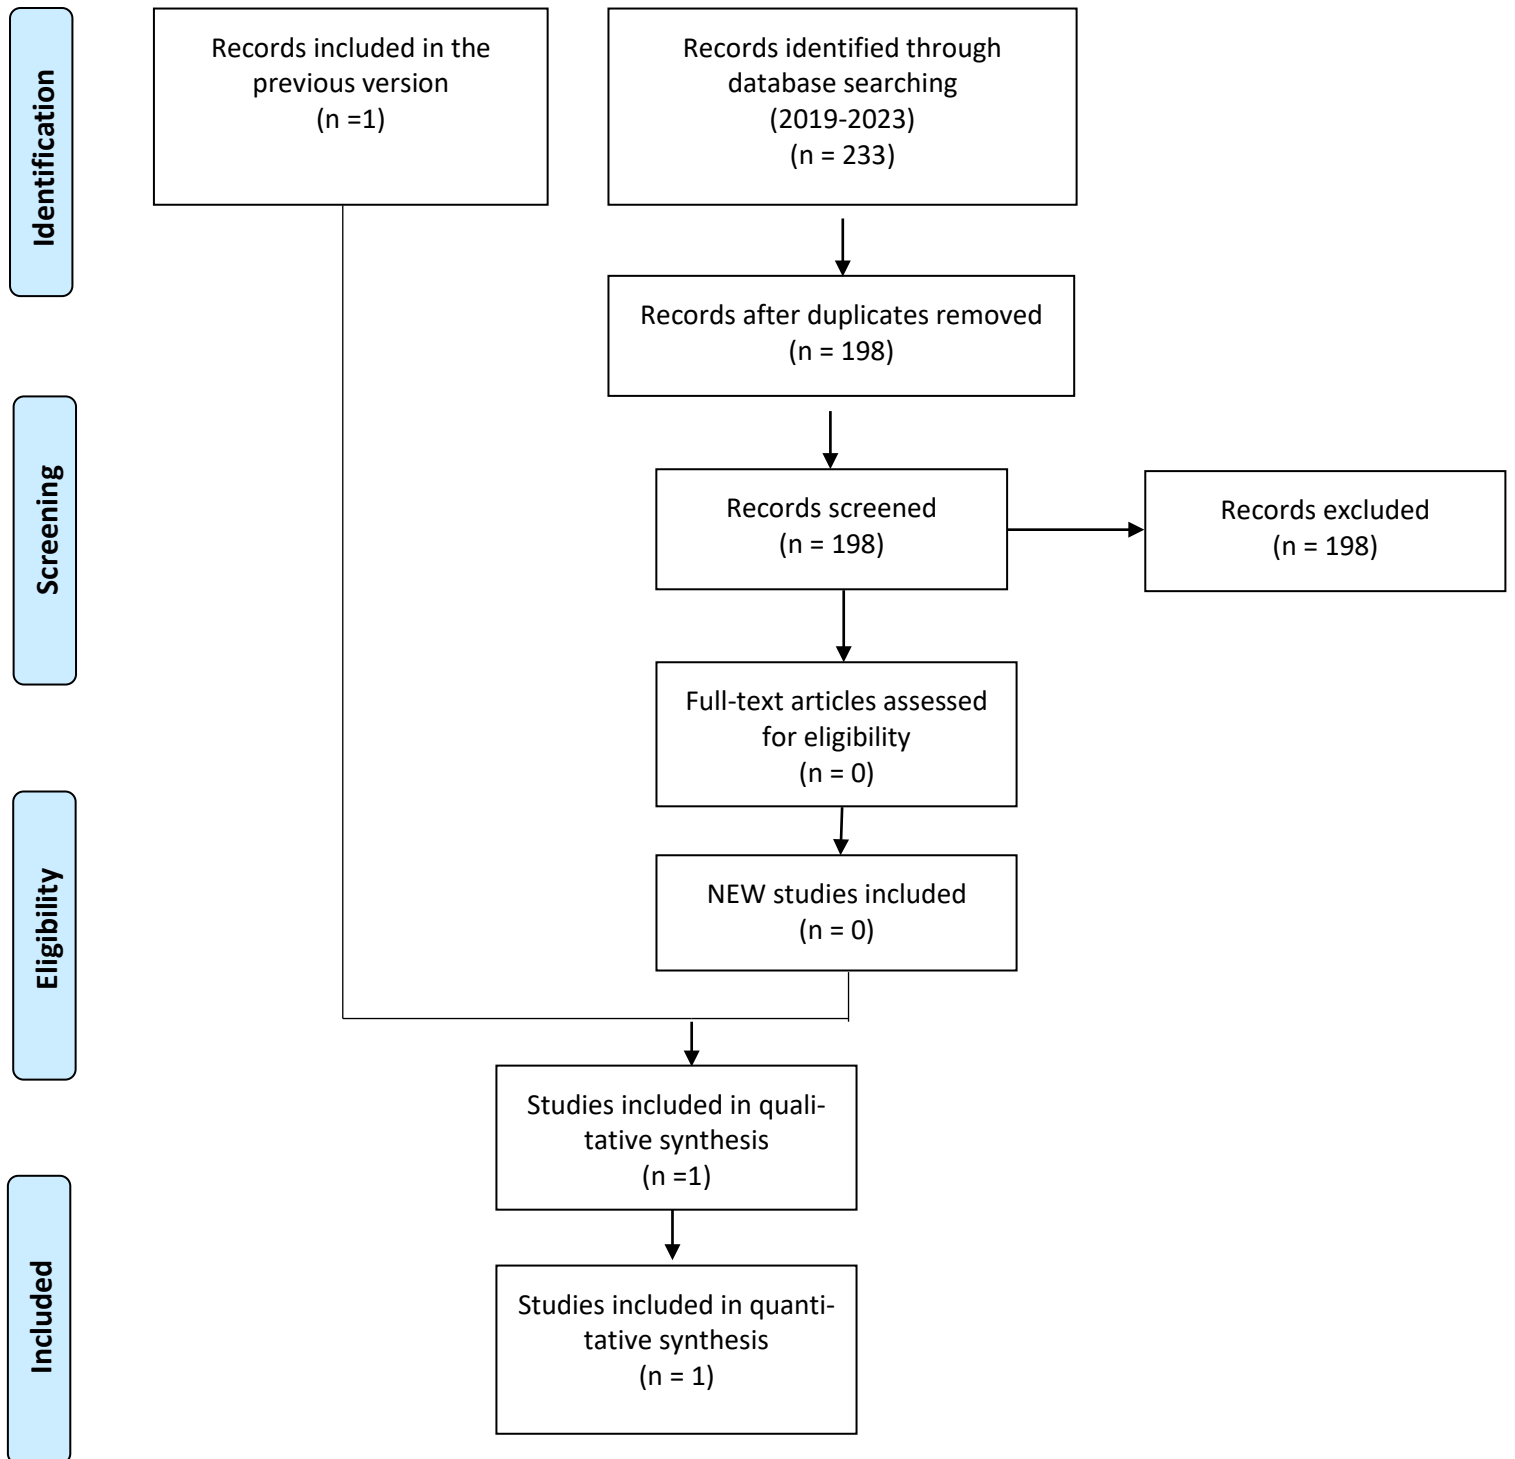 Identification
Records included in the
previous version
(n =1)
Records identified through
database searching
(2019-2023)
(n = 233)
Records after duplicates removed
(n = 198)
Screening
Records screened
(n = 198)
Records excluded
(n = 198)
Full-text articles assessed
for eligibility
(n = 0)
Eligibility
NEW studies included
(n = 0)
Studies included in quali-
tative synthesis
(n =1)
Included
Studies included in quanti-
tative synthesis
(n = 1)